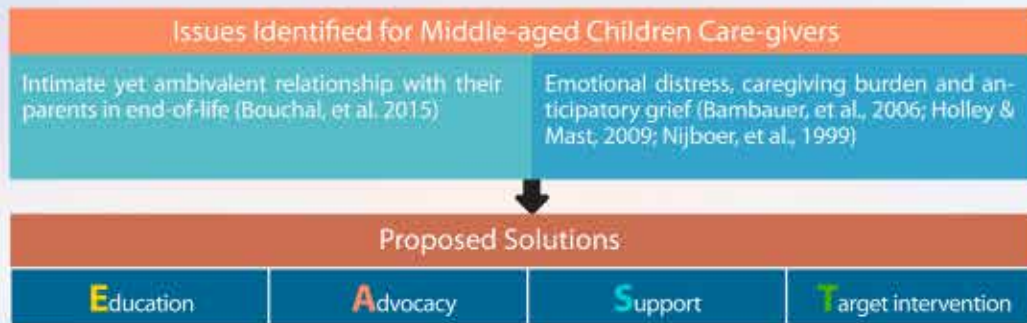 Issues Identified for Middle-aged Children Care-givers
Intimate yet ambivalent relationship with their
parents in end-of-life (Bouchal, et al. 2015)
Emotional distress, caregiving burden and an-
ticipatory grief (Bambauer, et al., 2006; Holley &
Mast, 2009; Nijboer, et al., 1999)
Proposed Solutions
Education
Advocacy
Support
Target intervention